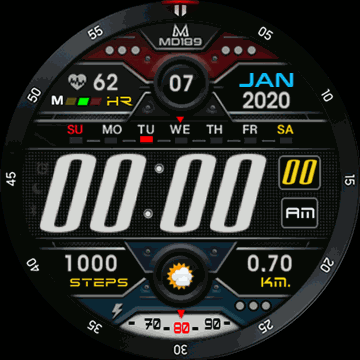 MD189
62
M HR
07
JAN
2020
SU MO TU WE TH FR SA
00:00
00
AM
1000
STEPS
0.70
KM.
- 70 - 80 - 90 -
05
10
15
20
25
30
35
40
45
50
55